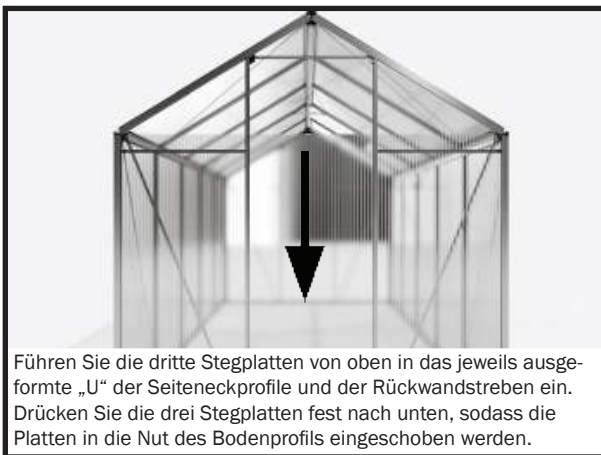 Führen Sie die dritte Stegplatten von oben in das jeweils ausge-
formte „U“ der Seiteneckprofile und der Rückwandstreben ein.
Drücken Sie die drei Stegplatten fest nach unten, sodass die
Platten in die Nut des Bodenprofils eingeschoben werden.